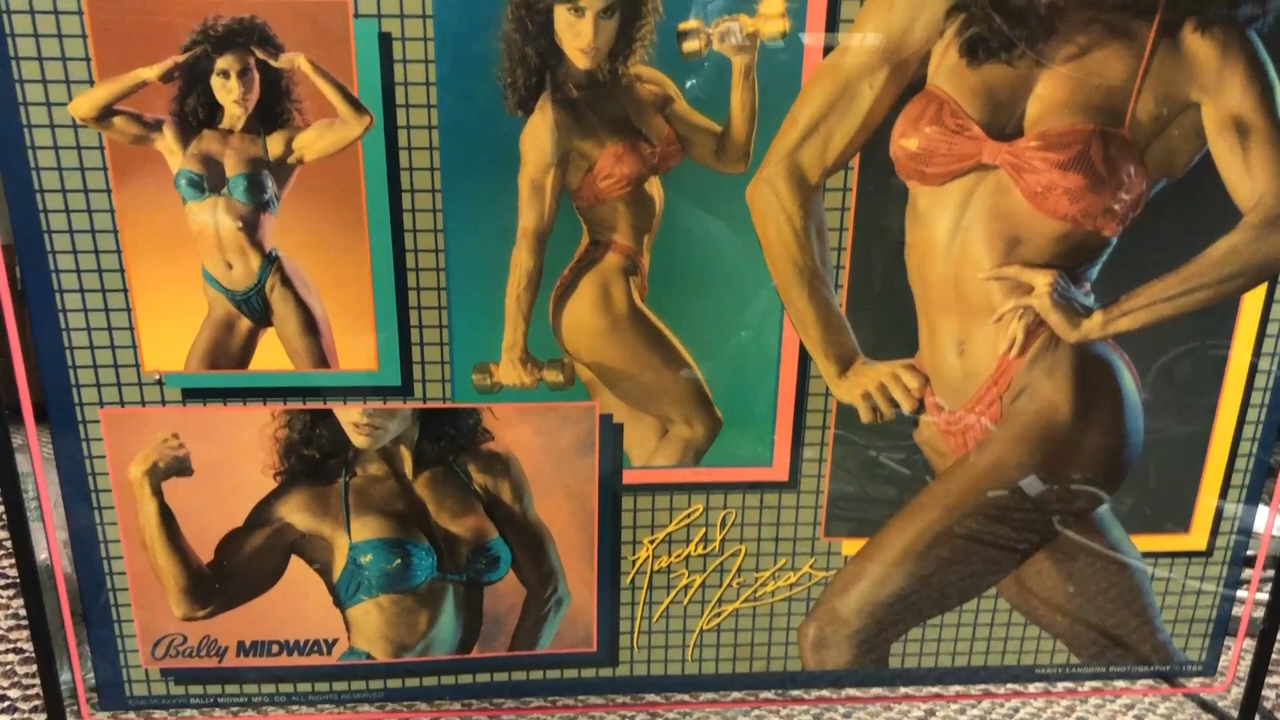 Rachel
McLish
Bally MIDWAY
HARRY LANGDON PHOTOGRAPHY © 1986
BALLY MIDWAY MFG. CO. ALL RIGHTS RESERVED